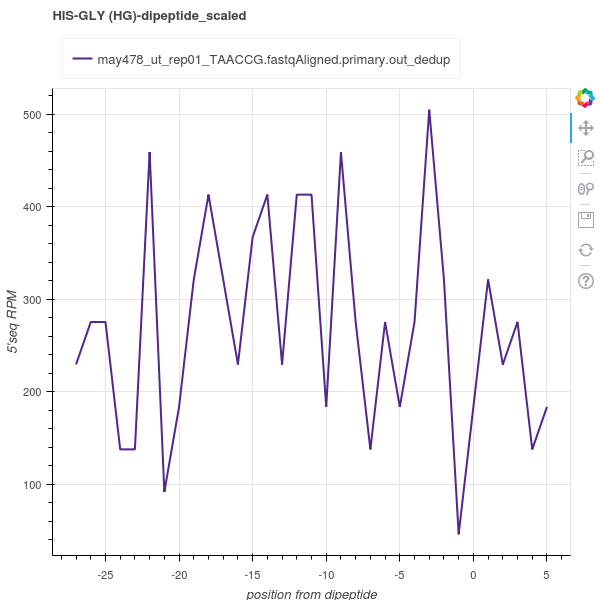 HIS-GLY (HG)-dipeptide_scaled
may478_ut_rep01_TAACCG.fastqAligned.primary.out_dedup
500
400
300
200
100
5'seq RPM
-25 -20 -15 -10 -5 0 5
position from dipeptide